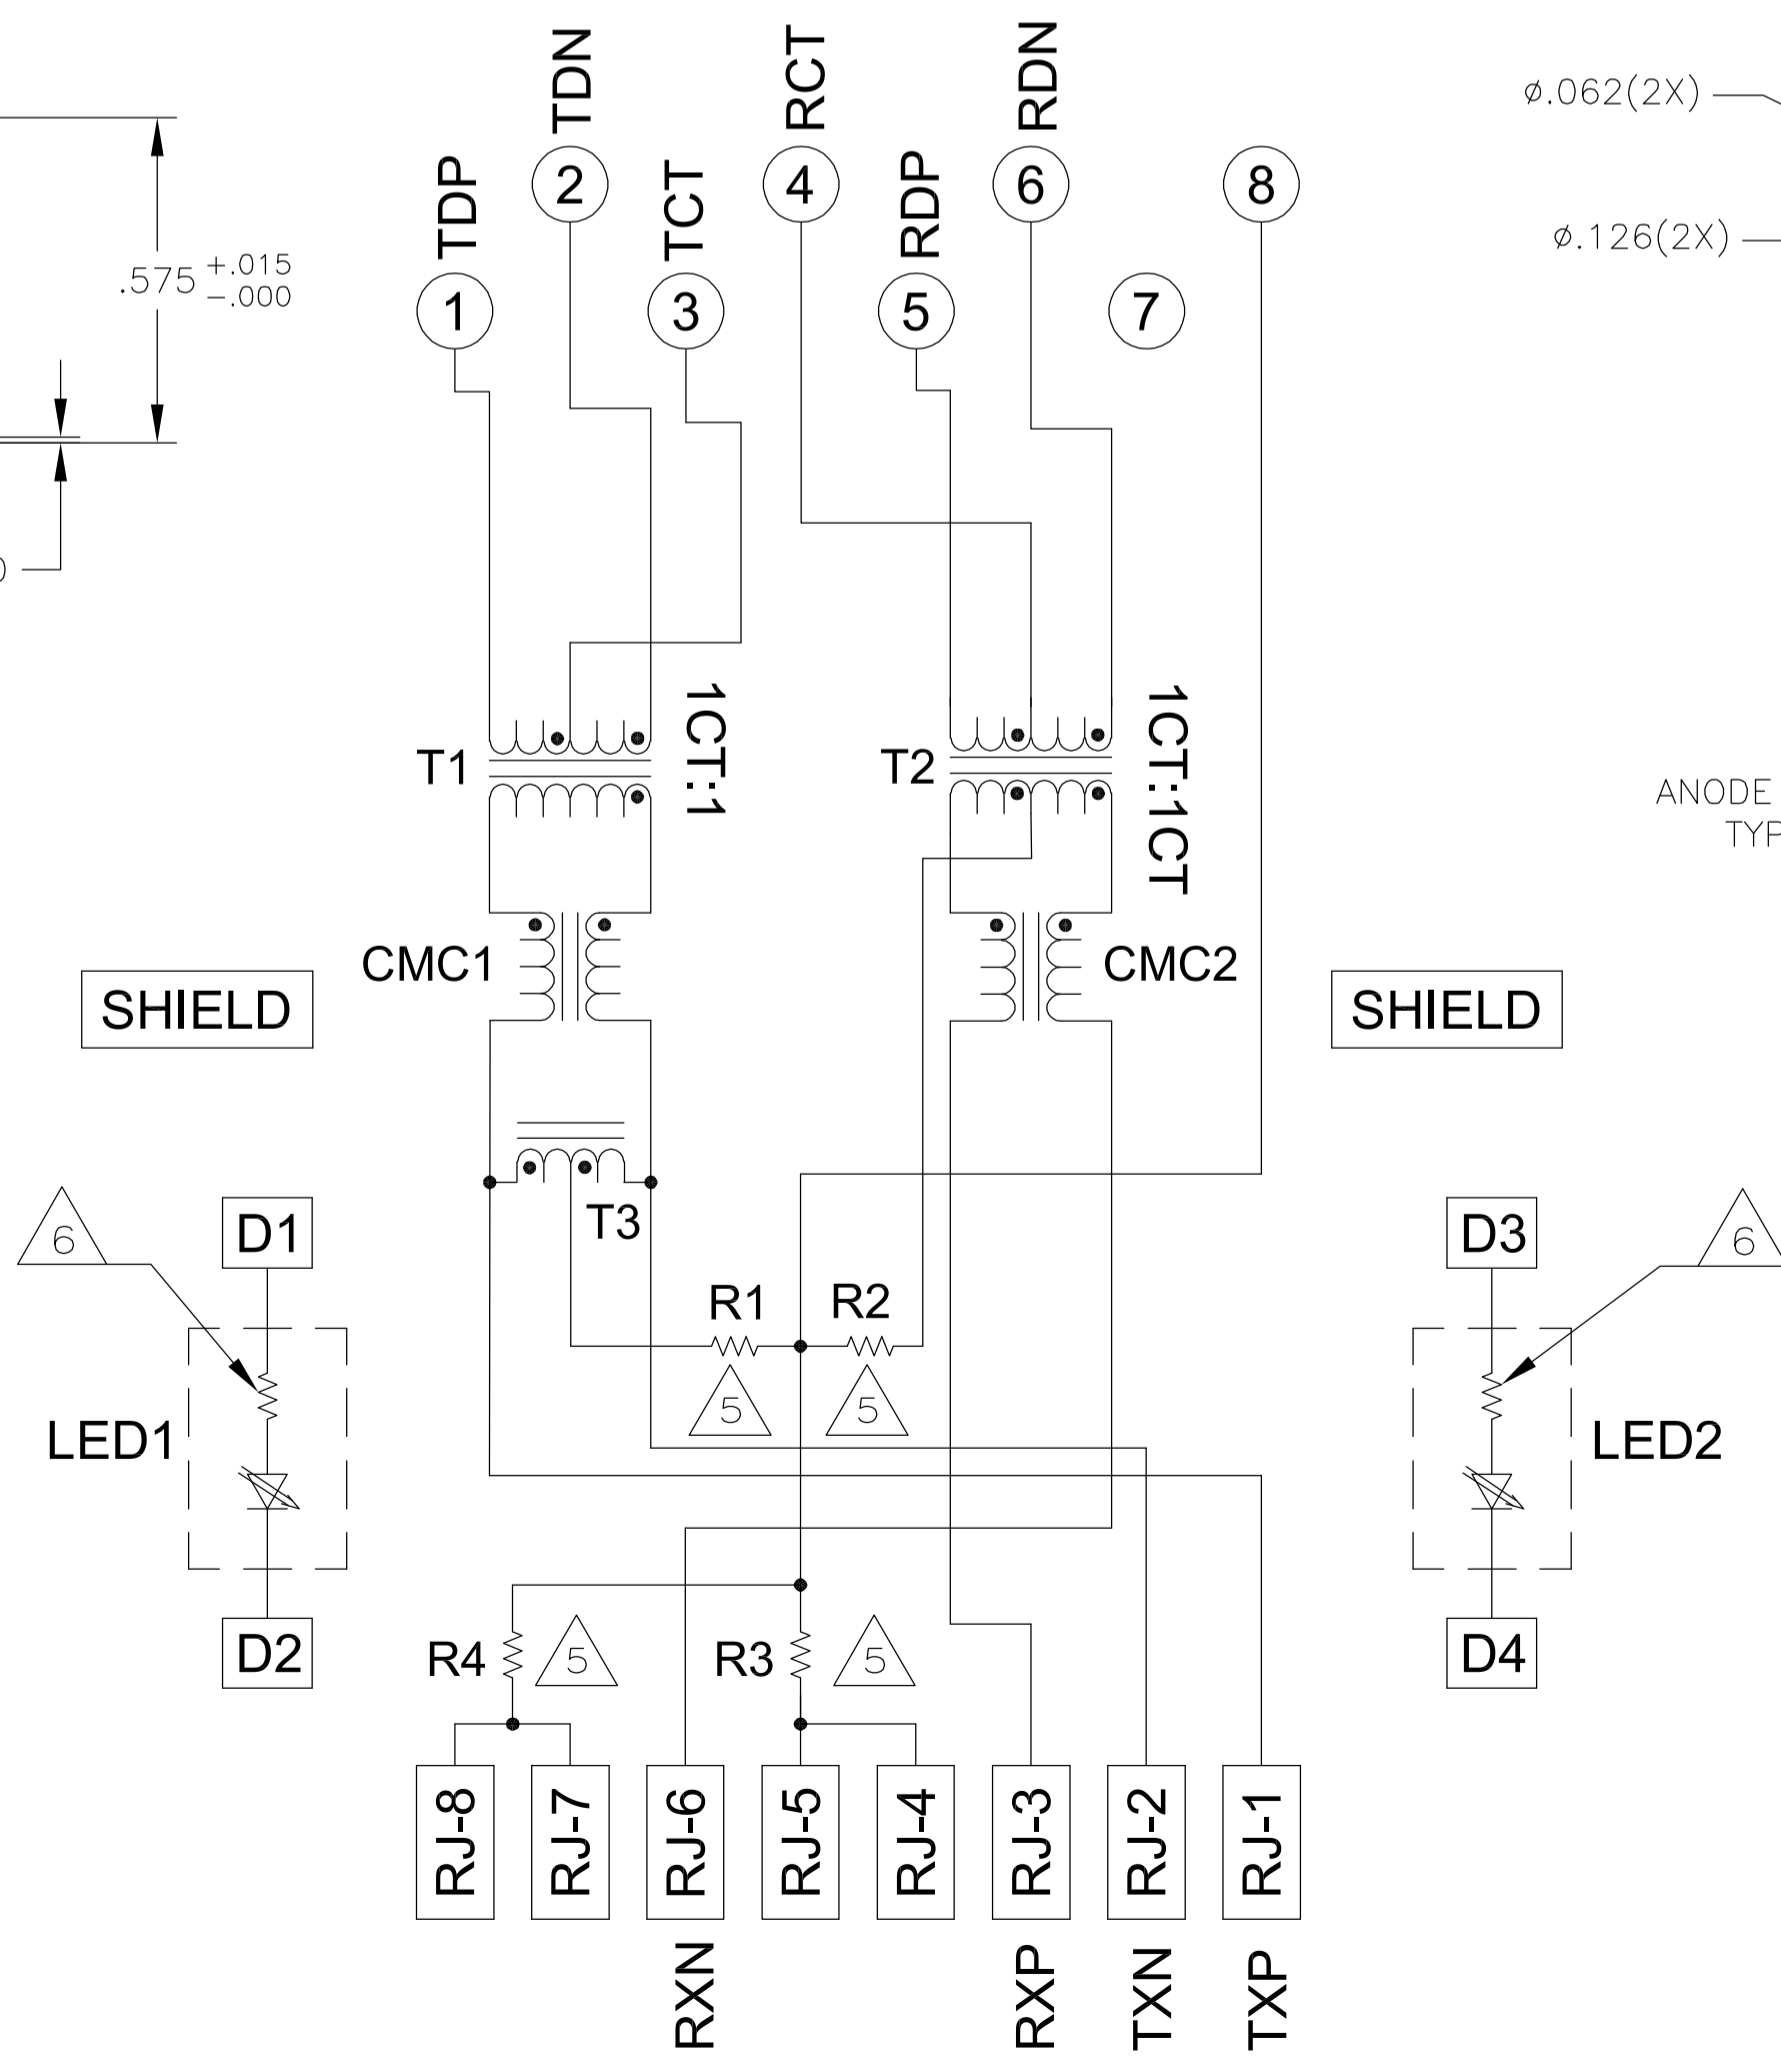 TDN
RCT
RDN
ø.062(2X)
TDP
2
TCT
4
RDP
6
8
ø.126(2X)
.575 +.015
-.000
1
3
5
7
1CT:1
1CT:1CT
T1
T2
ANODE
TYP
CMC1
CMC2
SHIELD
SHIELD
6
D1
T3
D3
6
R1
R2
5
5
LED1
LED2
D2
R4
5
R3
5
D4
RJ-8
RJ-7
RJ-6
RJ-5
RJ-4
RJ-3
RJ-2
RJ-1
RXN
RXP
TXN
TXP